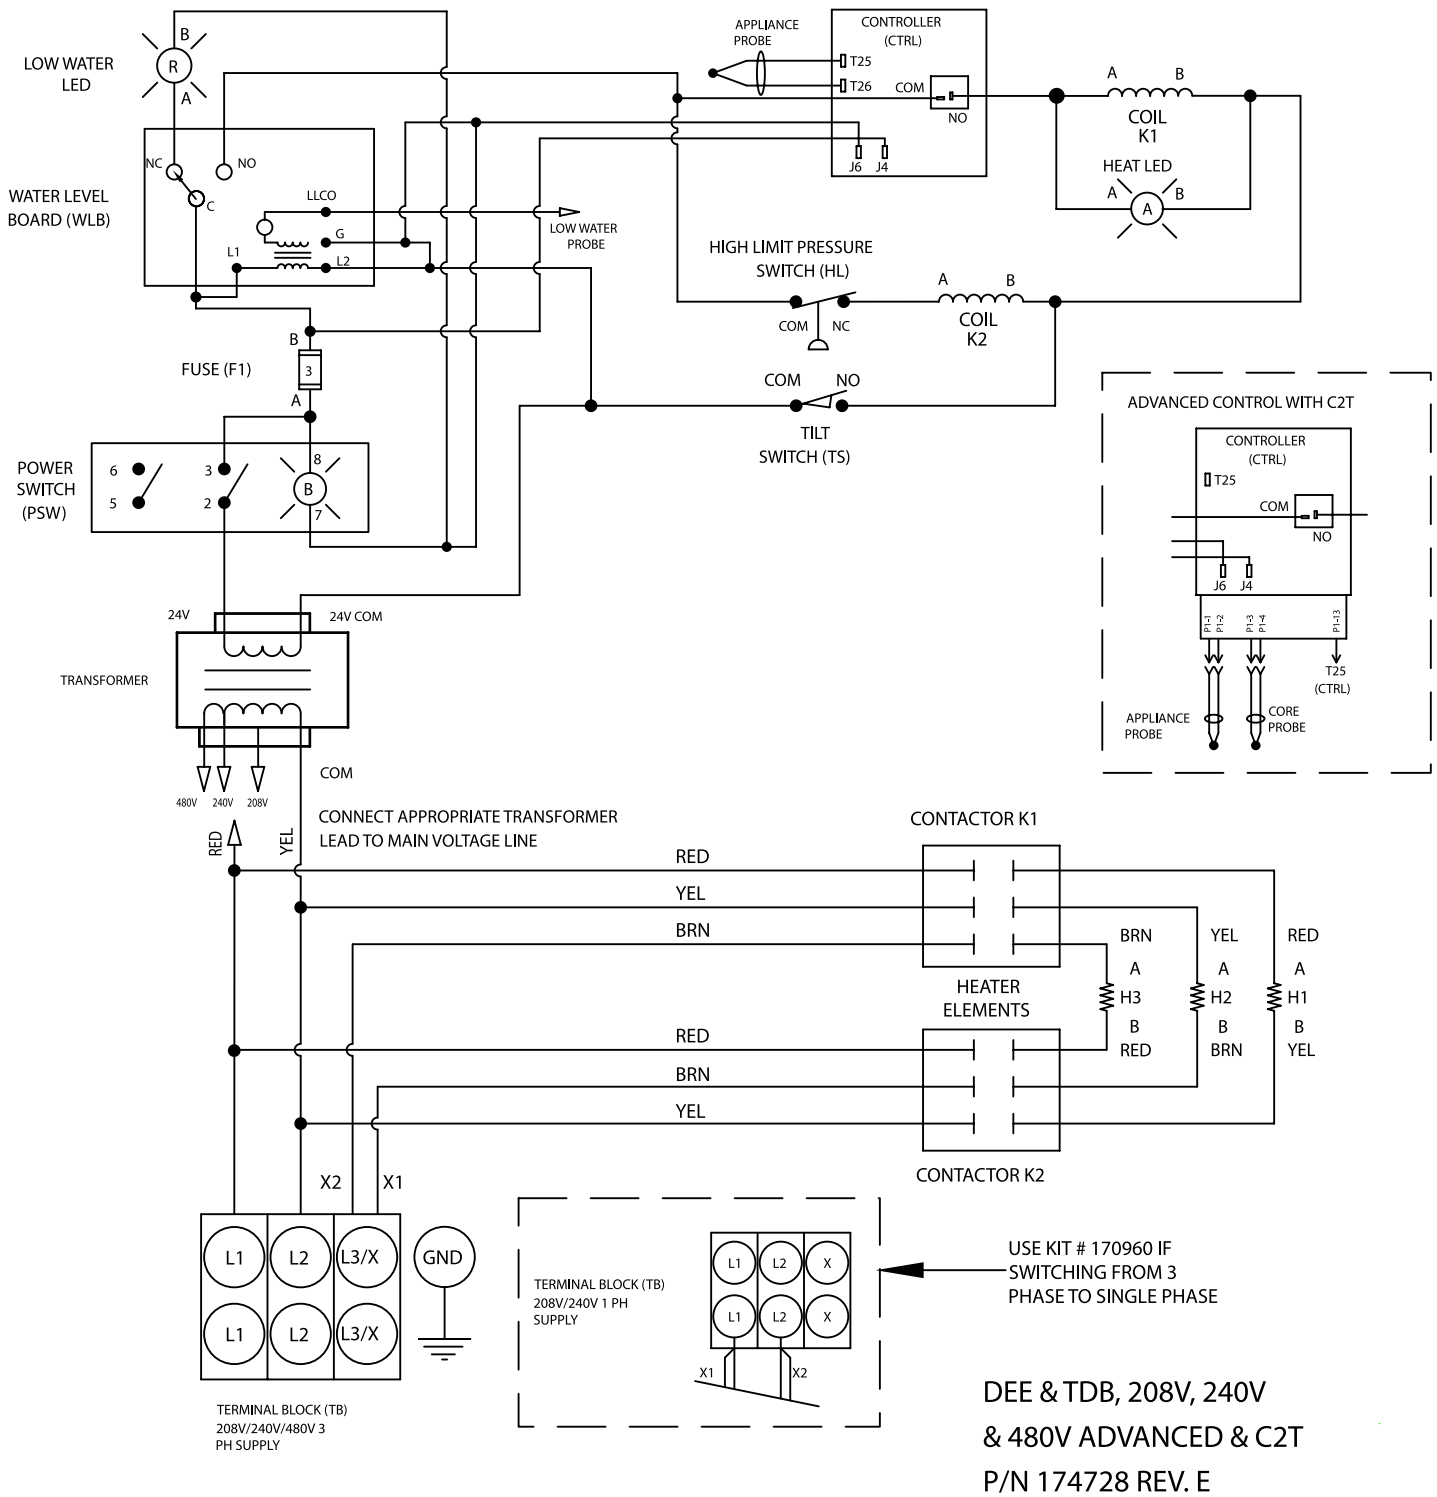 B
LOW WATER
LED
R
A
APPLIANCE
PROBE
CONTROLLER
(CTRL)
T25
T26
COM
NO
J6 J4
A B
COIL
K1
HEAT LED
A B
A
NC
NO
C
WATER LEVEL
BOARD (WLB)
LLCO
G
L1
L2
LOW WATER
PROBE
HIGH LIMIT PRESSURE
SWITCH (HL)
COM NC
A B
COIL
K2
B
FUSE (F1)
3
A
COM NO
TILT
SWITCH (TS)
POWER
SWITCH
(PSW)
6
5
3
2
8
B
7
ADVANCED CONTROL WITH C2T
CONTROLLER
(CTRL)
T25
COM
NO
J6 J4
P1-1
P1-2
P1-3
P1-4
P1-13
T25
(CTRL)
APPLIANCE
PROBE
CORE
PROBE
24V
24V COM
TRANSFORMER
COM
480V 240V 208V
RED
YEL
CONNECT APPROPRIATE TRANSFORMER
LEAD TO MAIN VOLTAGE LINE
CONTACTOR K1
RED
YEL
BRN
BRN YEL RED
A A A
H3 H2 H1
B B B
RED BRN YEL
HEATER
ELEMENTS
RED
BRN
YEL
CONTACTOR K2
X2 X1
L1 L2 L3/X GND
L1 L2 L3/X
TERMINAL BLOCK (TB)
208V/240V/480V 3
PH SUPPLY
TERMINAL BLOCK (TB)
208V/240V 1 PH
SUPPLY
L1 L2 X
L1 L2 X
X1 X2
USE KIT # 170960 IF
SWITCHING FROM 3
PHASE TO SINGLE PHASE
DEE & TDB, 208V, 240V
& 480V ADVANCED & C2T
P/N 174728 REV. E